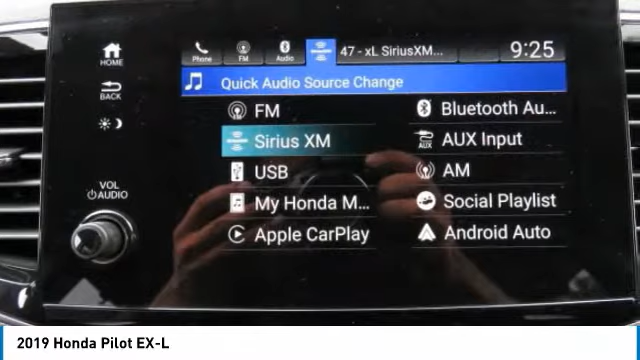 HOME
BACK
VOL
AUDIO
Phone FM Audio 47 - xL SiriusXM... 9:25
Quick Audio Source Change
FM
Bluetooth Au...
Sirius XM
AUX AUX Input
USB
AM
My Honda M...
Social Playlist
Apple CarPlay
Android Auto
2019 Honda Pilot EX-L